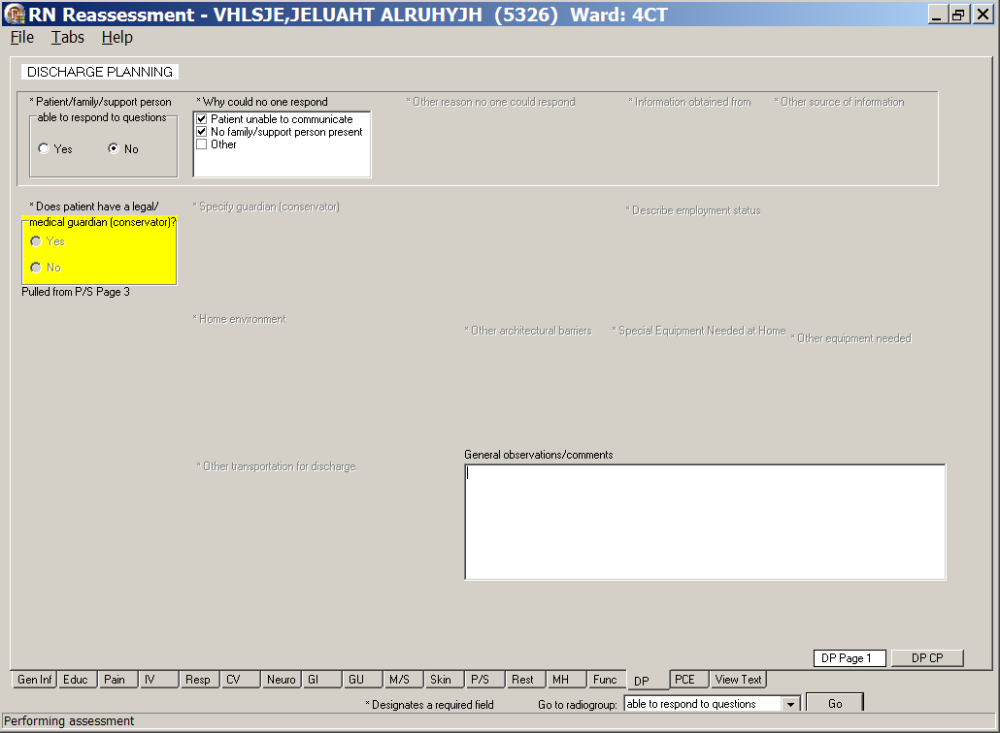 RN Reassessment - VHLSJE,JELUAHT ALRUHYJH (5326) Ward: 4CT
File Tabs Help
DISCHARGE PLANNING
* Patient/family/support person
able to respond to questions
Yes No
* Why could no one respond
Patient unable to communicate
No family/support person present
Other
* Other reason no one could respond
* Information obtained from
* Other source of information
* Does patient have a legal/
medical guardian (conservator)?
Yes
No
Pulled from P/S Page 3
* Specify guardian (conservator)
* Describe employment status
* Home environment
* Other architectural barriers
* Special Equipment Needed at Home
* Other equipment needed
* Other transportation for discharge
General observations/comments
DP Page 1 DP CP
Gen Inf Educ Pain IV Resp CV Neuro GI GU M/S Skin P/S Rest MH Func DP PCE View Text
* Designates a required field Go to radiogroup: able to respond to questions Go
Performing assessment